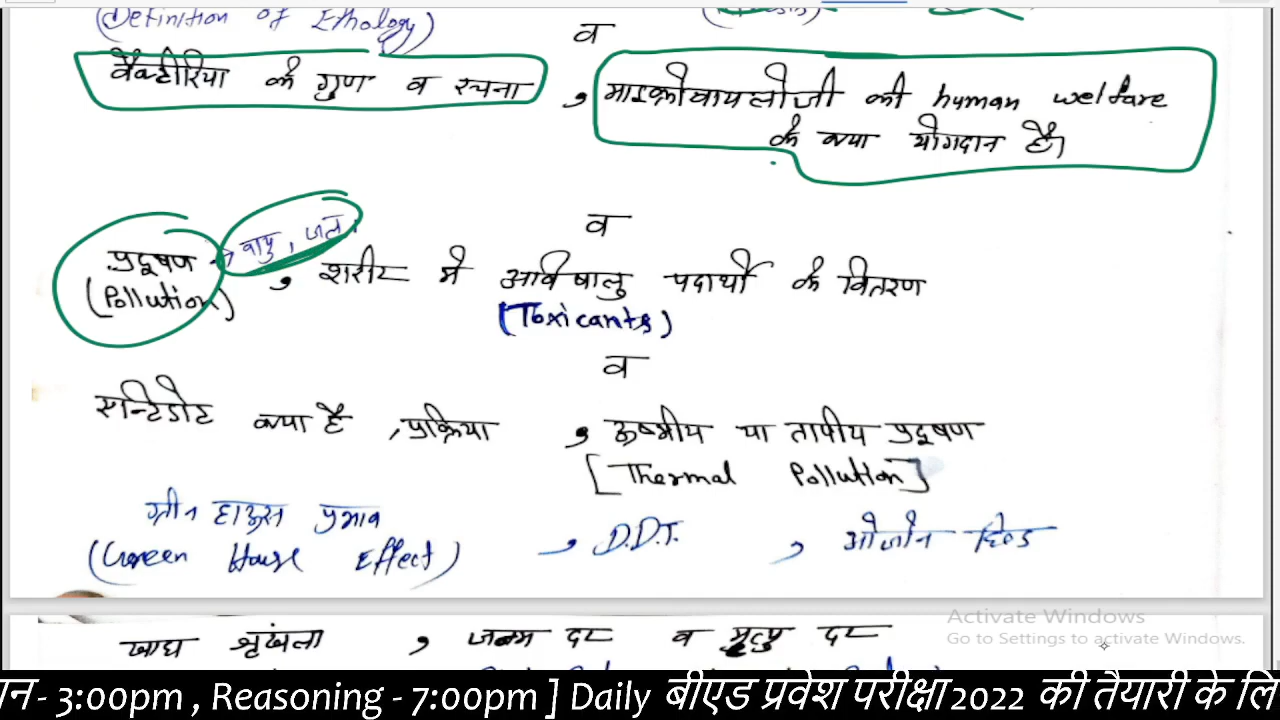 (Definition of Ethology)
व
बैक्टीरिया के गुण व रचना , माइक्रोबायलोजी की human welfare
के क्या योगदान है।
व
प्रदूषण → वायु, जल
(Pollution) , शरीर मे आविषालु पदार्थो के वितरण
(Toxicants)
व
एन्टिडोट क्या है , प्रक्रिया , ऊष्मीय या तापीय प्रदूषण
[Thermal Pollution]
ग्रीन हाऊस प्रभाव
(Green House Effect) , D.D.T. , ओजोन छिद्र
Activate Windows
Go to Settings to activate Windows.
खाद्य श्रृंखला , जन्म दर व मृत्यु दर
ान- 3:00pm , Reasoning - 7:00pm ] Daily बीएड प्रवेश परीक्षा 2022 की तैयारी के लि